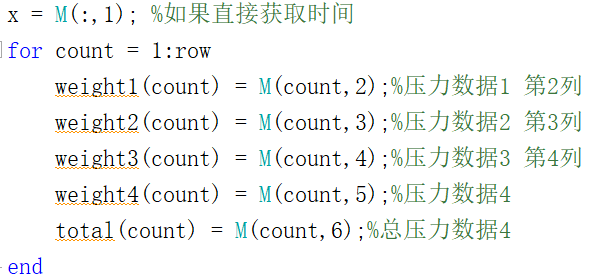 x = M(:,1); %如果直接获取时间
for count = 1:row
    weight1(count) = M(count,2);%压力数据1 第2列
    weight2(count) = M(count,3);%压力数据2 第3列
    weight3(count) = M(count,4);%压力数据3 第4列
    weight4(count) = M(count,5);%压力数据4
    total(count) = M(count,6);%总压力数据4
end